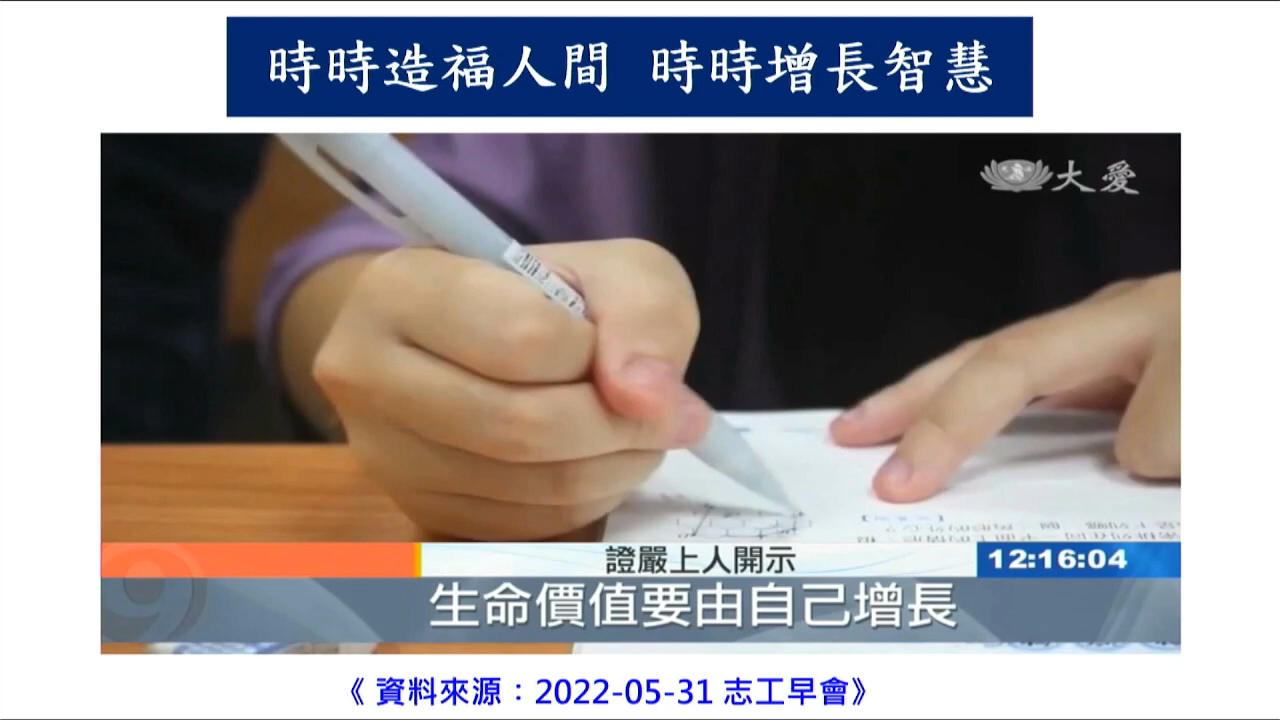 時時造福人間 時時增長智慧
大愛
證嚴上人開示
12:16:04
生命價值要由自己增長
《 資料來源：2022-05-31 志工早會》